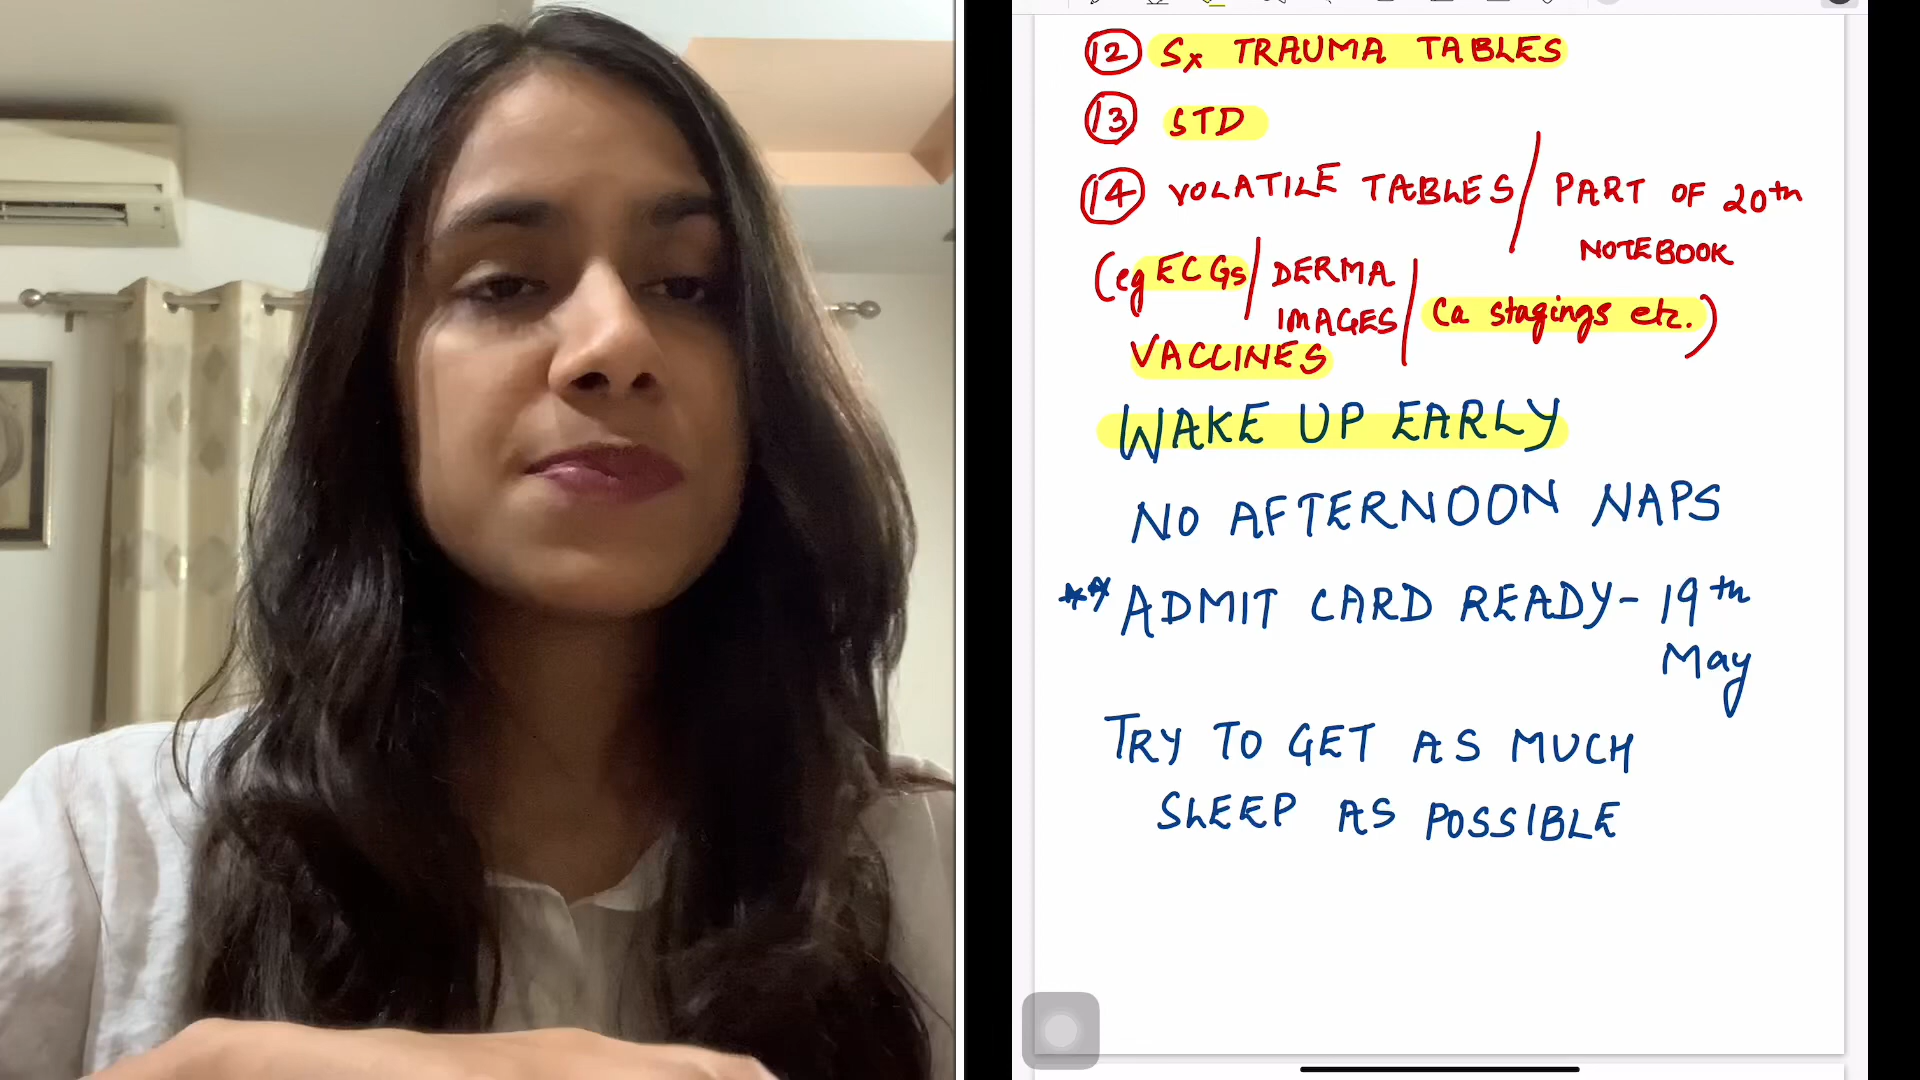 12 Sx TRAUMA TABLES
13 STD
14 VOLATILE TABLES / PART OF 20th
NOTEBOOK
(eg ECGs / DERMA
IMAGES / Ca stagings etc.)
VACCINES
WAKE UP EARLY
NO AFTERNOON NAPS
** ADMIT CARD READY - 19th
May
TRY TO GET AS MUCH
SLEEP AS POSSIBLE